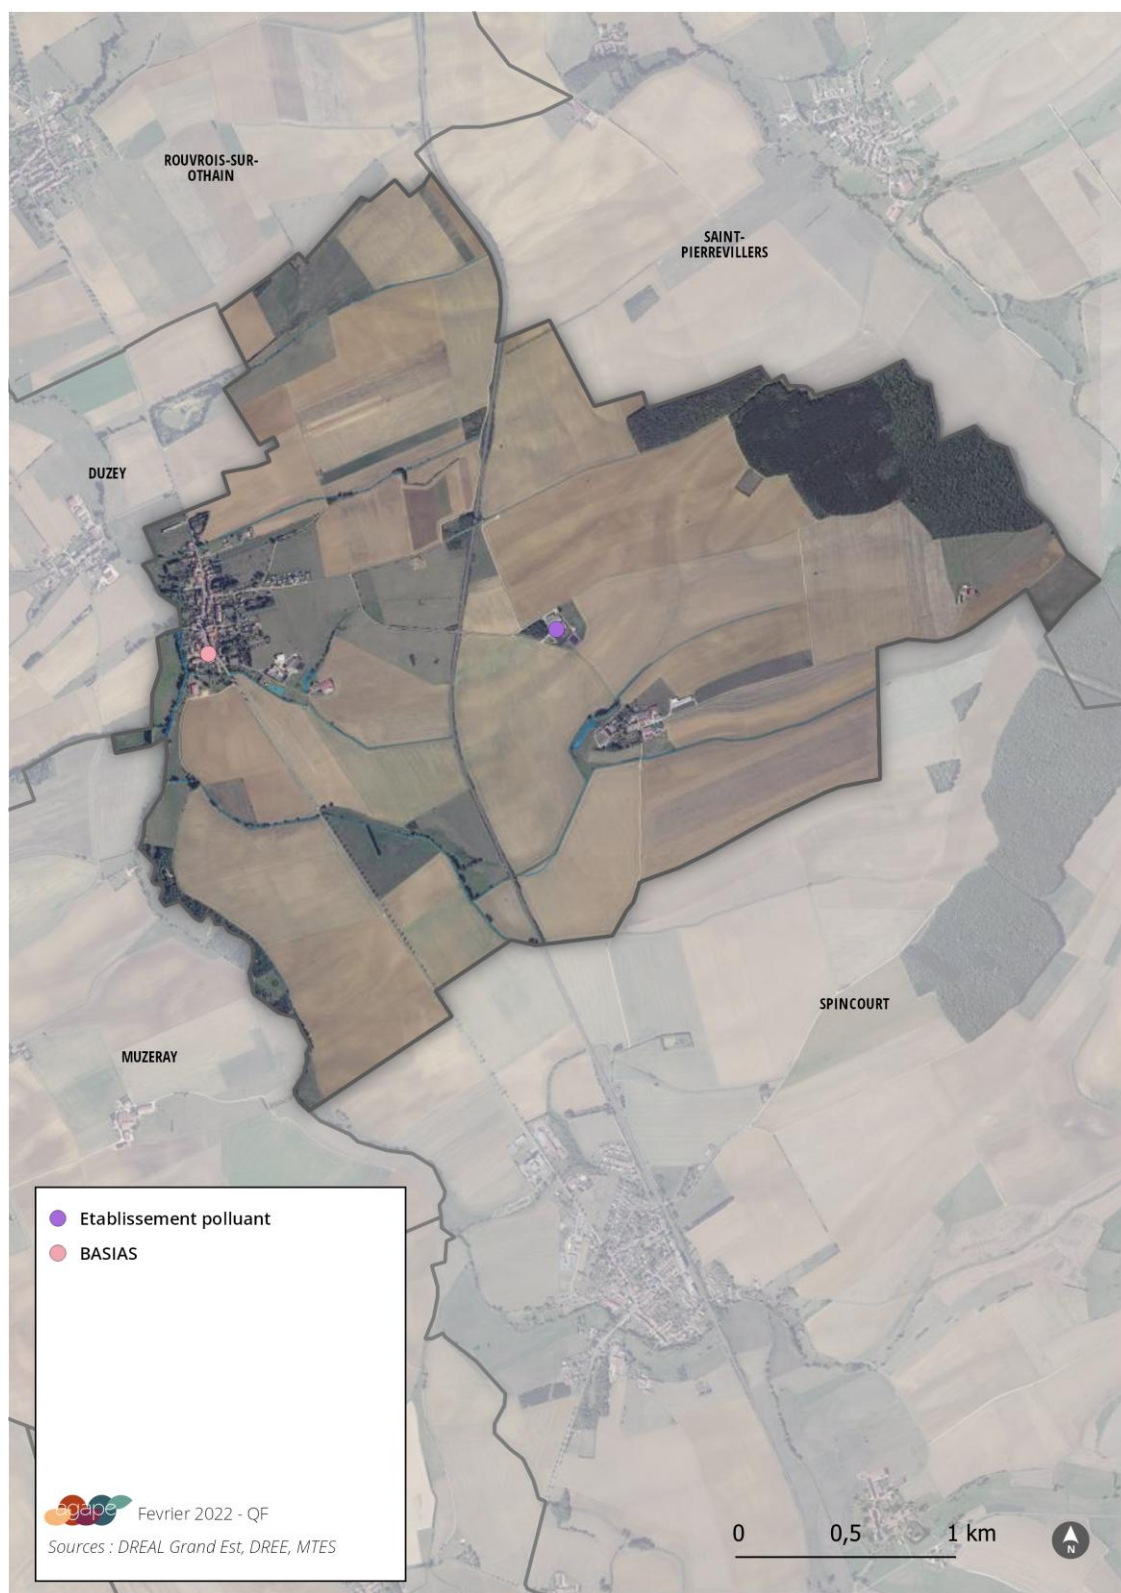 ROUVROIS-SUR-
OTHAIN
SAINT-
PIERREVILLERS
DUZEY
SPINCOURT
MUZERAY
Etablissement polluant
BASIAS
agape
Fevrier 2022 - QF
Sources : DREAL Grand Est, DREE, MTES
0 0,5 1 km
N